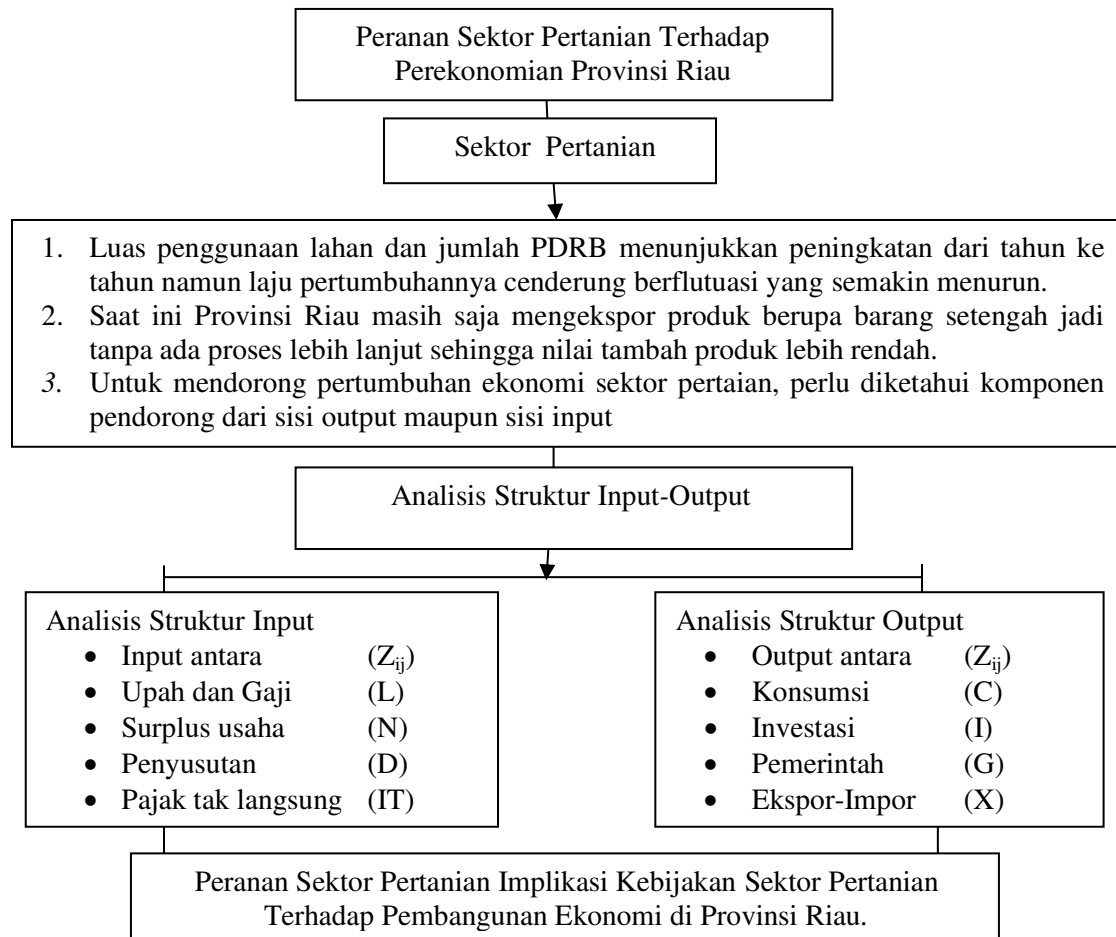 Peranan Sektor Pertanian Terhadap
Perekonomian Provinsi Riau
Sektor Pertanian
1. Luas penggunaan lahan dan jumlah PDRB menunjukkan peningkatan dari tahun ke
tahun namun laju pertumbuhannya cenderung berflutuasi yang semakin menurun.
2. Saat ini Provinsi Riau masih saja mengekspor produk berupa barang setengah jadi
tanpa ada proses lebih lanjut sehingga nilai tambah produk lebih rendah.
3. Untuk mendorong pertumbuhan ekonomi sektor pertaian, perlu diketahui komponen
pendorong dari sisi output maupun sisi input
Analisis Struktur Input-Output
Analisis Struktur Input
• Input antara (Zij)
• Upah dan Gaji (L)
• Surplus usaha (N)
• Penyusutan (D)
• Pajak tak langsung (IT)
Analisis Struktur Output
• Output antara (Zij)
• Konsumsi (C)
• Investasi (I)
• Pemerintah (G)
• Ekspor-Impor (X)
Peranan Sektor Pertanian Implikasi Kebijakan Sektor Pertanian
Terhadap Pembangunan Ekonomi di Provinsi Riau.